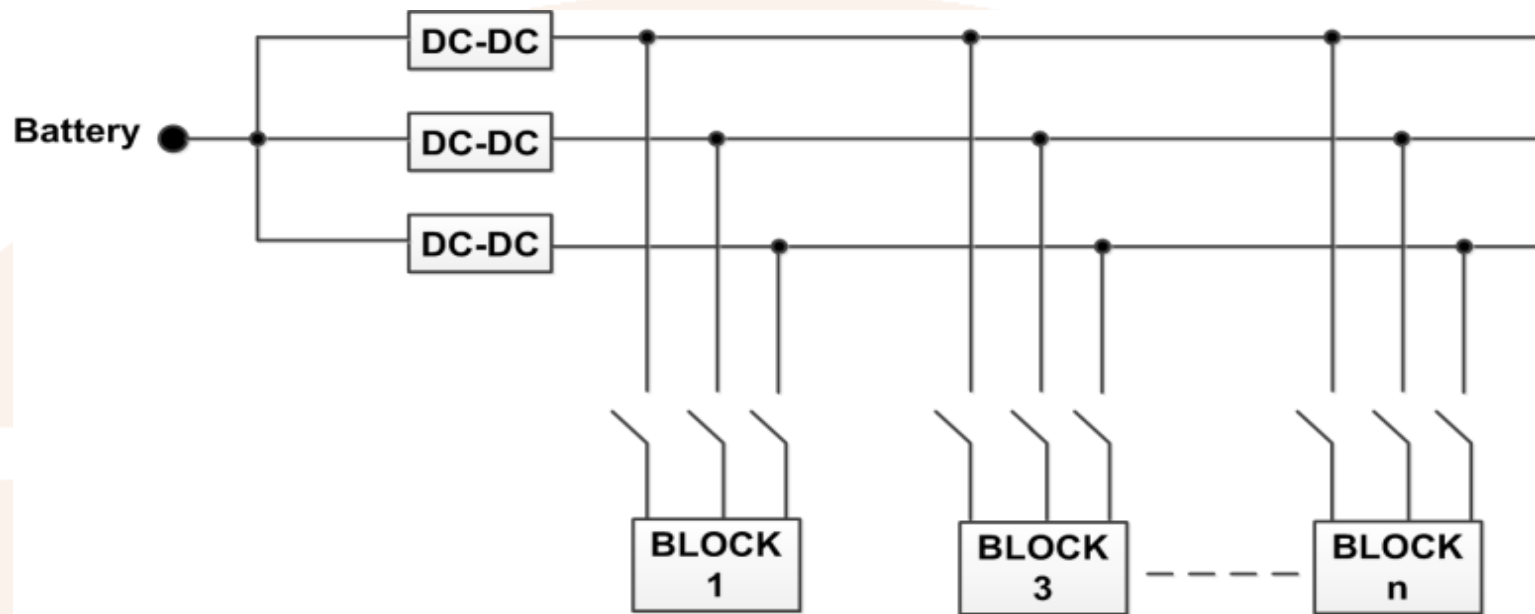 DC-DC
Battery
DC-DC
DC-DC
BLOCK
1
BLOCK
3
BLOCK
n